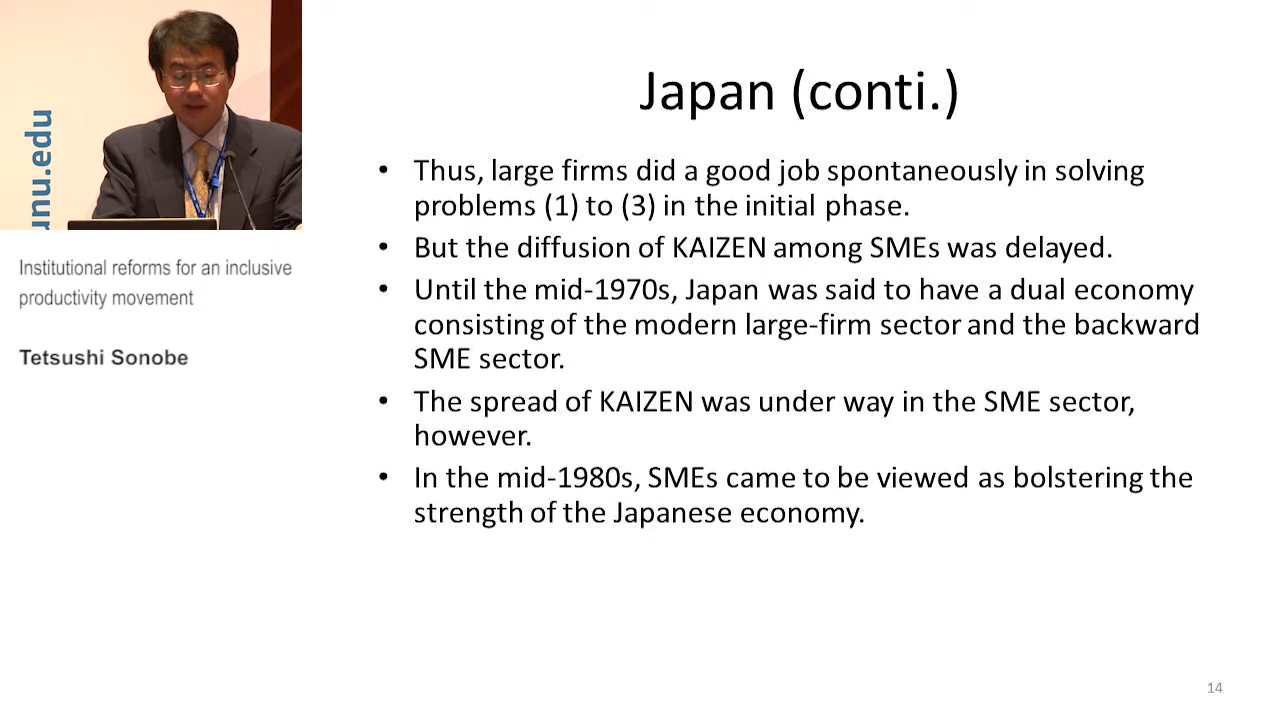 unu.edu
Institutional reforms for an inclusive
productivity movement
Tetsushi Sonobe
Japan (conti.)
• Thus, large firms did a good job spontaneously in solving
problems (1) to (3) in the initial phase.
• But the diffusion of KAIZEN among SMEs was delayed.
• Until the mid-1970s, Japan was said to have a dual economy
consisting of the modern large-firm sector and the backward
SME sector.
• The spread of KAIZEN was under way in the SME sector,
however.
• In the mid-1980s, SMEs came to be viewed as bolstering the
strength of the Japanese economy.
14